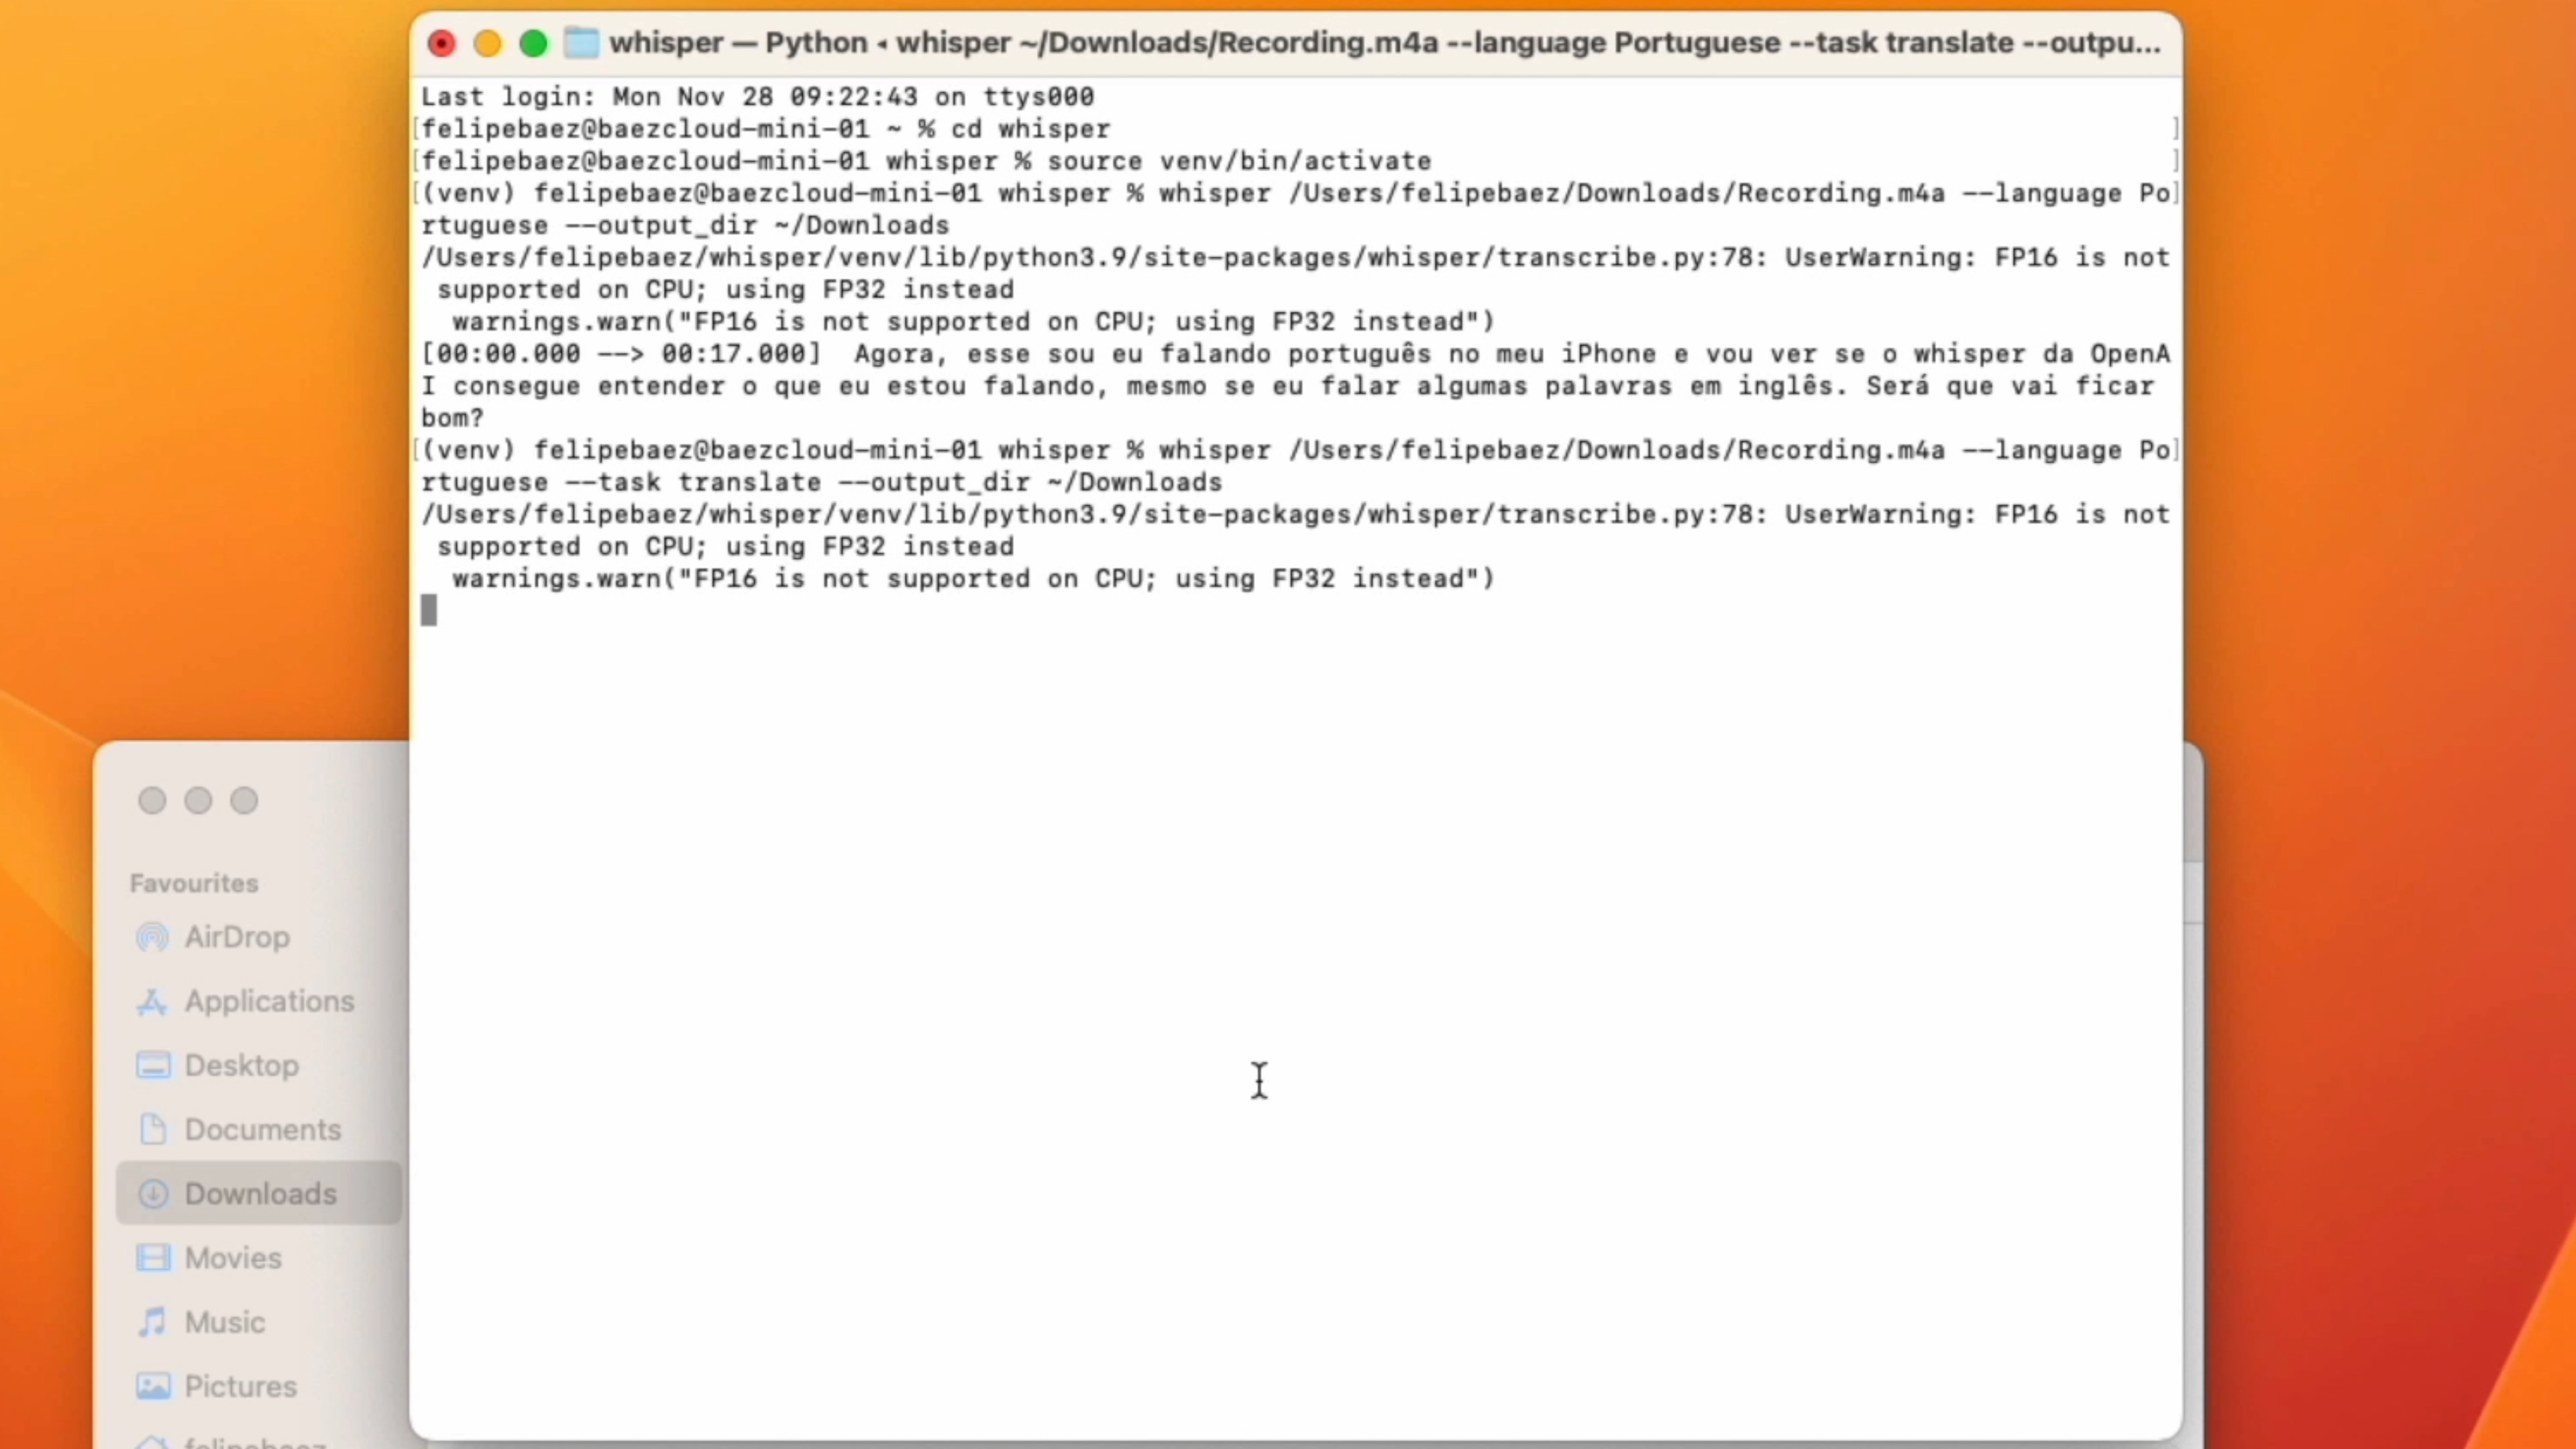 whisper — Python ◂ whisper ~/Downloads/Recording.m4a --language Portuguese --task translate --outpu...
Last login: Mon Nov 28 09:22:43 on ttys000
[felipebaez@baezcloud-mini-01 ~ % cd whisper ]
[felipebaez@baezcloud-mini-01 whisper % source venv/bin/activate ]
[(venv) felipebaez@baezcloud-mini-01 whisper % whisper /Users/felipebaez/Downloads/Recording.m4a --language Po]
rtuguese --output_dir ~/Downloads
/Users/felipebaez/whisper/venv/lib/python3.9/site-packages/whisper/transcribe.py:78: UserWarning: FP16 is not
 supported on CPU; using FP32 instead
  warnings.warn("FP16 is not supported on CPU; using FP32 instead")
[00:00.000 --> 00:17.000]  Agora, esse sou eu falando português no meu iPhone e vou ver se o whisper da OpenA
I consegue entender o que eu estou falando, mesmo se eu falar algumas palavras em inglês. Será que vai ficar
bom?
[(venv) felipebaez@baezcloud-mini-01 whisper % whisper /Users/felipebaez/Downloads/Recording.m4a --language Po]
rtuguese --task translate --output_dir ~/Downloads
/Users/felipebaez/whisper/venv/lib/python3.9/site-packages/whisper/transcribe.py:78: UserWarning: FP16 is not
 supported on CPU; using FP32 instead
  warnings.warn("FP16 is not supported on CPU; using FP32 instead")
Favourites
AirDrop
Applications
Desktop
Documents
Downloads
Movies
Music
Pictures
felipebaez